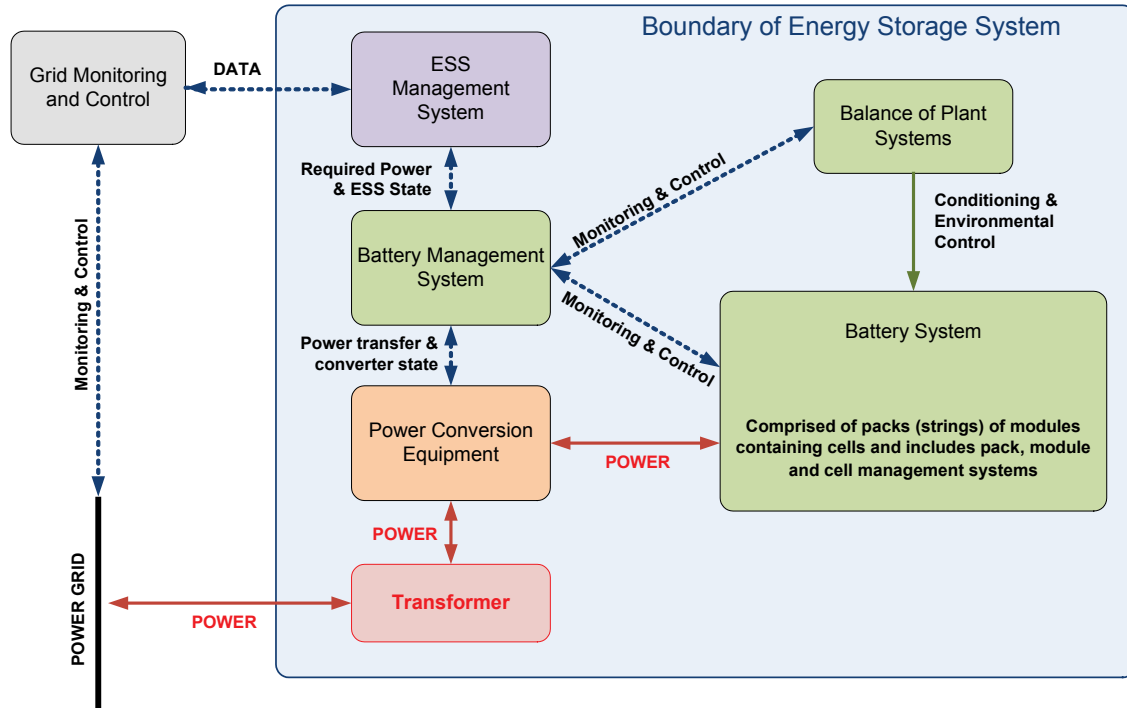 Boundary of Energy Storage System
Grid Monitoring
and Control
DATA
ESS
Management
System
Balance of Plant
Systems
Required Power
& ESS State
Monitoring & Control
Conditioning &
Environmental
Control
Monitoring & Control
Battery Management
System
Monitoring & Control
Battery System
Power transfer &
converter state
Power Conversion
Equipment
POWER
Comprised of packs (strings) of modules
containing cells and includes pack, module
and cell management systems
POWER
POWER GRID
POWER
Transformer